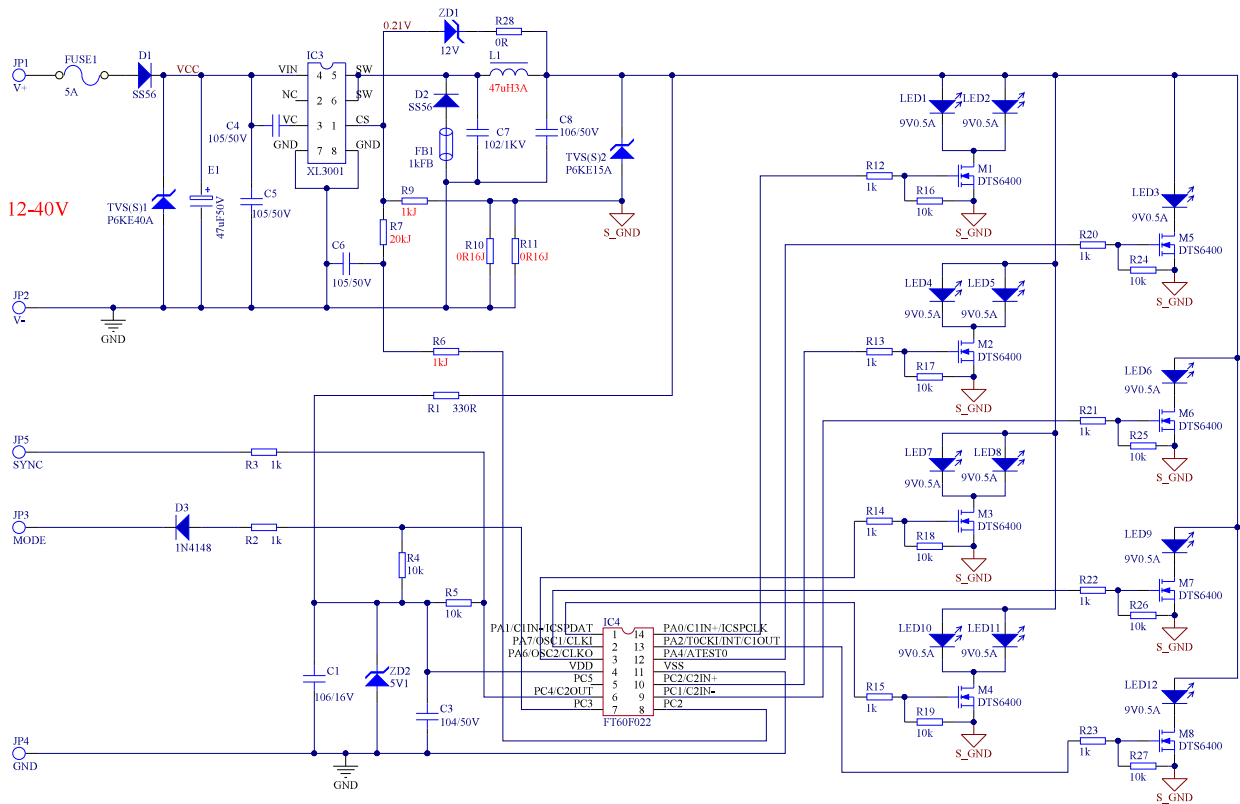 JP1
V+
FUSE1
5A
D1
SS56
VCC
TVS(S)1
P6KE40A
E1
+
47uF50V
C4
105/50V
C5
105/50V
IC3
VIN 4 5 SW
NC 2 6 SW
VC 3 1 CS
GND 7 8 GND
XL3001
0.21V
ZD1
12V
R28
0R
L1
47uH3A
D2
SS56
FB1
1kFB
C7
102/1KV
C8
106/50V
TVS(S)2
P6KE15A
S_GND
12-40V
R9
1kJ
R7
20kJ
R10
0R16J
R11
0R16J
C6
105/50V
JP2
V-
GND
R6
1kJ
R1 330R
JP5
SYNC
R3 1k
JP3
MODE
D3
1N4148
R2 1k
R4
10k
R5
10k
C1
106/16V
ZD2
5V1
C3
104/50V
JP4
GND
GND
IC4
PA1/C1IN-/ICSPDAT 1 14 PA0/C1IN+/ICSPCLK
PA7/OSC1/CLKI 2 13 PA2/T0CKI/INT/C1OUT
PA6/OSC2/CLKO 3 12 PA4/ATEST0
VDD 4 11 VSS
PC5 5 10 PC2/C2IN+
PC4/C2OUT 6 9 PC1/C2IN-
PC3 7 8 PC2
FT60F022
LED1
9V0.5A
LED2
9V0.5A
R12
1k
R16
10k
M1
DTS6400
S_GND
LED3
9V0.5A
R20
1k
R24
10k
M5
DTS6400
S_GND
LED4
9V0.5A
LED5
9V0.5A
R13
1k
R17
10k
M2
DTS6400
S_GND
LED6
9V0.5A
R21
1k
R25
10k
M6
DTS6400
S_GND
LED7
9V0.5A
LED8
9V0.5A
R14
1k
R18
10k
M3
DTS6400
S_GND
LED9
9V0.5A
R22
1k
R26
10k
M7
DTS6400
S_GND
LED10
9V0.5A
LED11
9V0.5A
R15
1k
R19
10k
M4
DTS6400
S_GND
LED12
9V0.5A
R23
1k
R27
10k
M8
DTS6400
S_GND